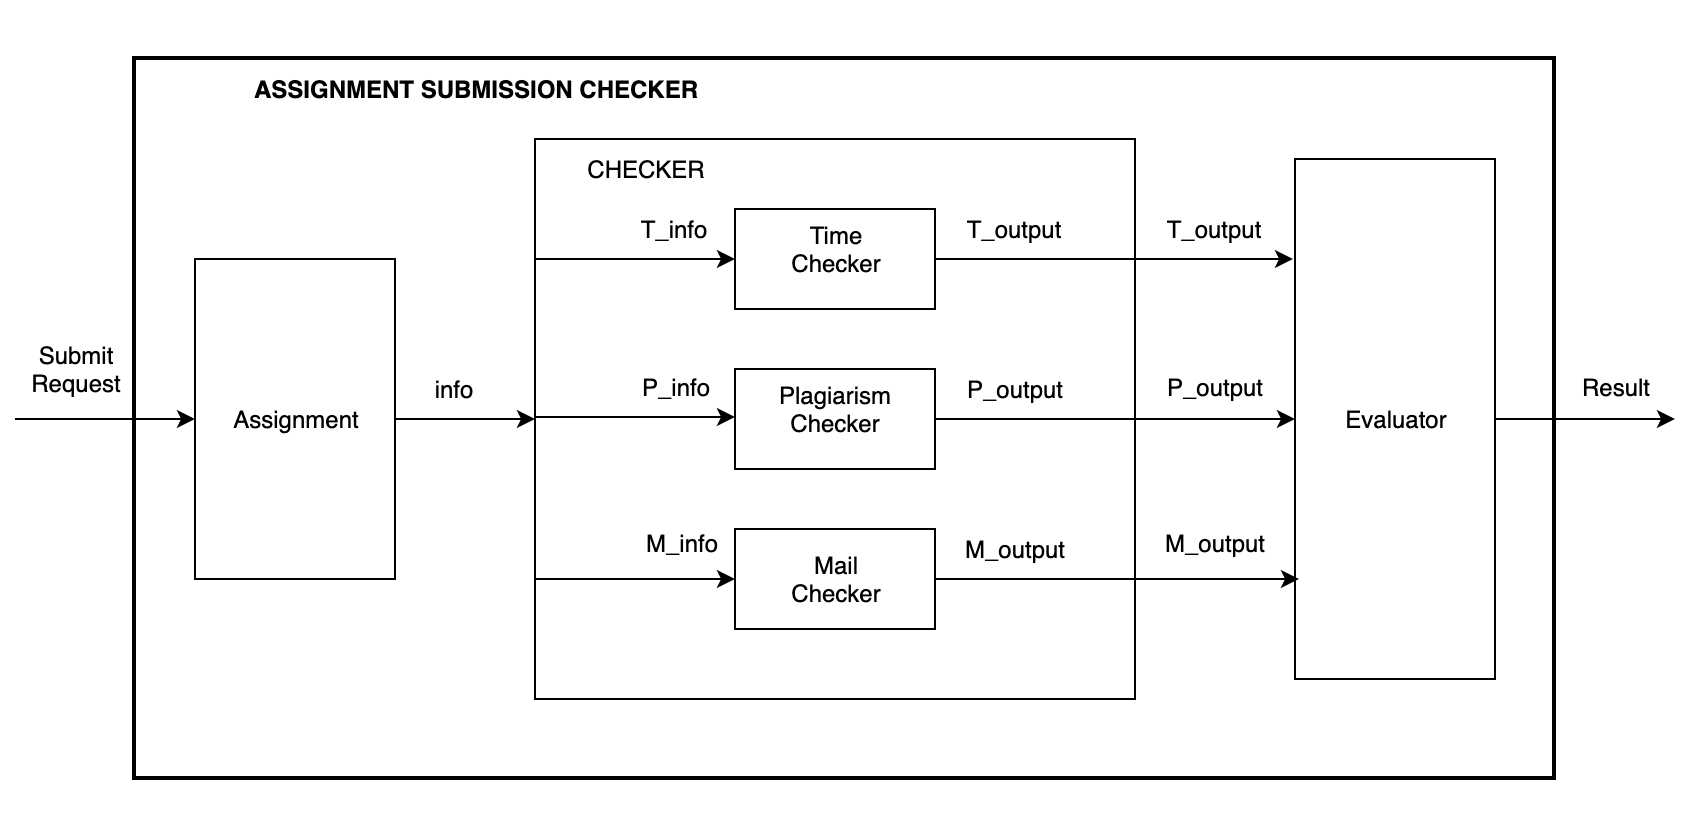 ASSIGNMENT SUBMISSION CHECKER
CHECKER
T_info
Time
Checker
T_output
T_output
Submit
Request
Assignment
info
P_info
Plagiarism
Checker
P_output
P_output
Evaluator
Result
M_info
Mail
Checker
M_output
M_output